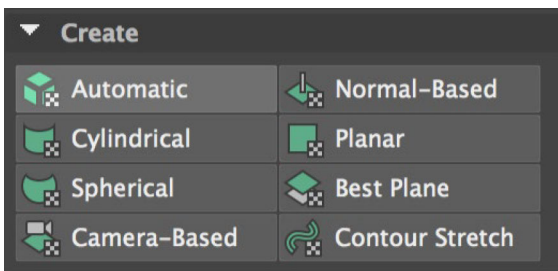 Create
Automatic
Normal-Based
Cylindrical
Planar
Spherical
Best Plane
Camera-Based
Contour Stretch